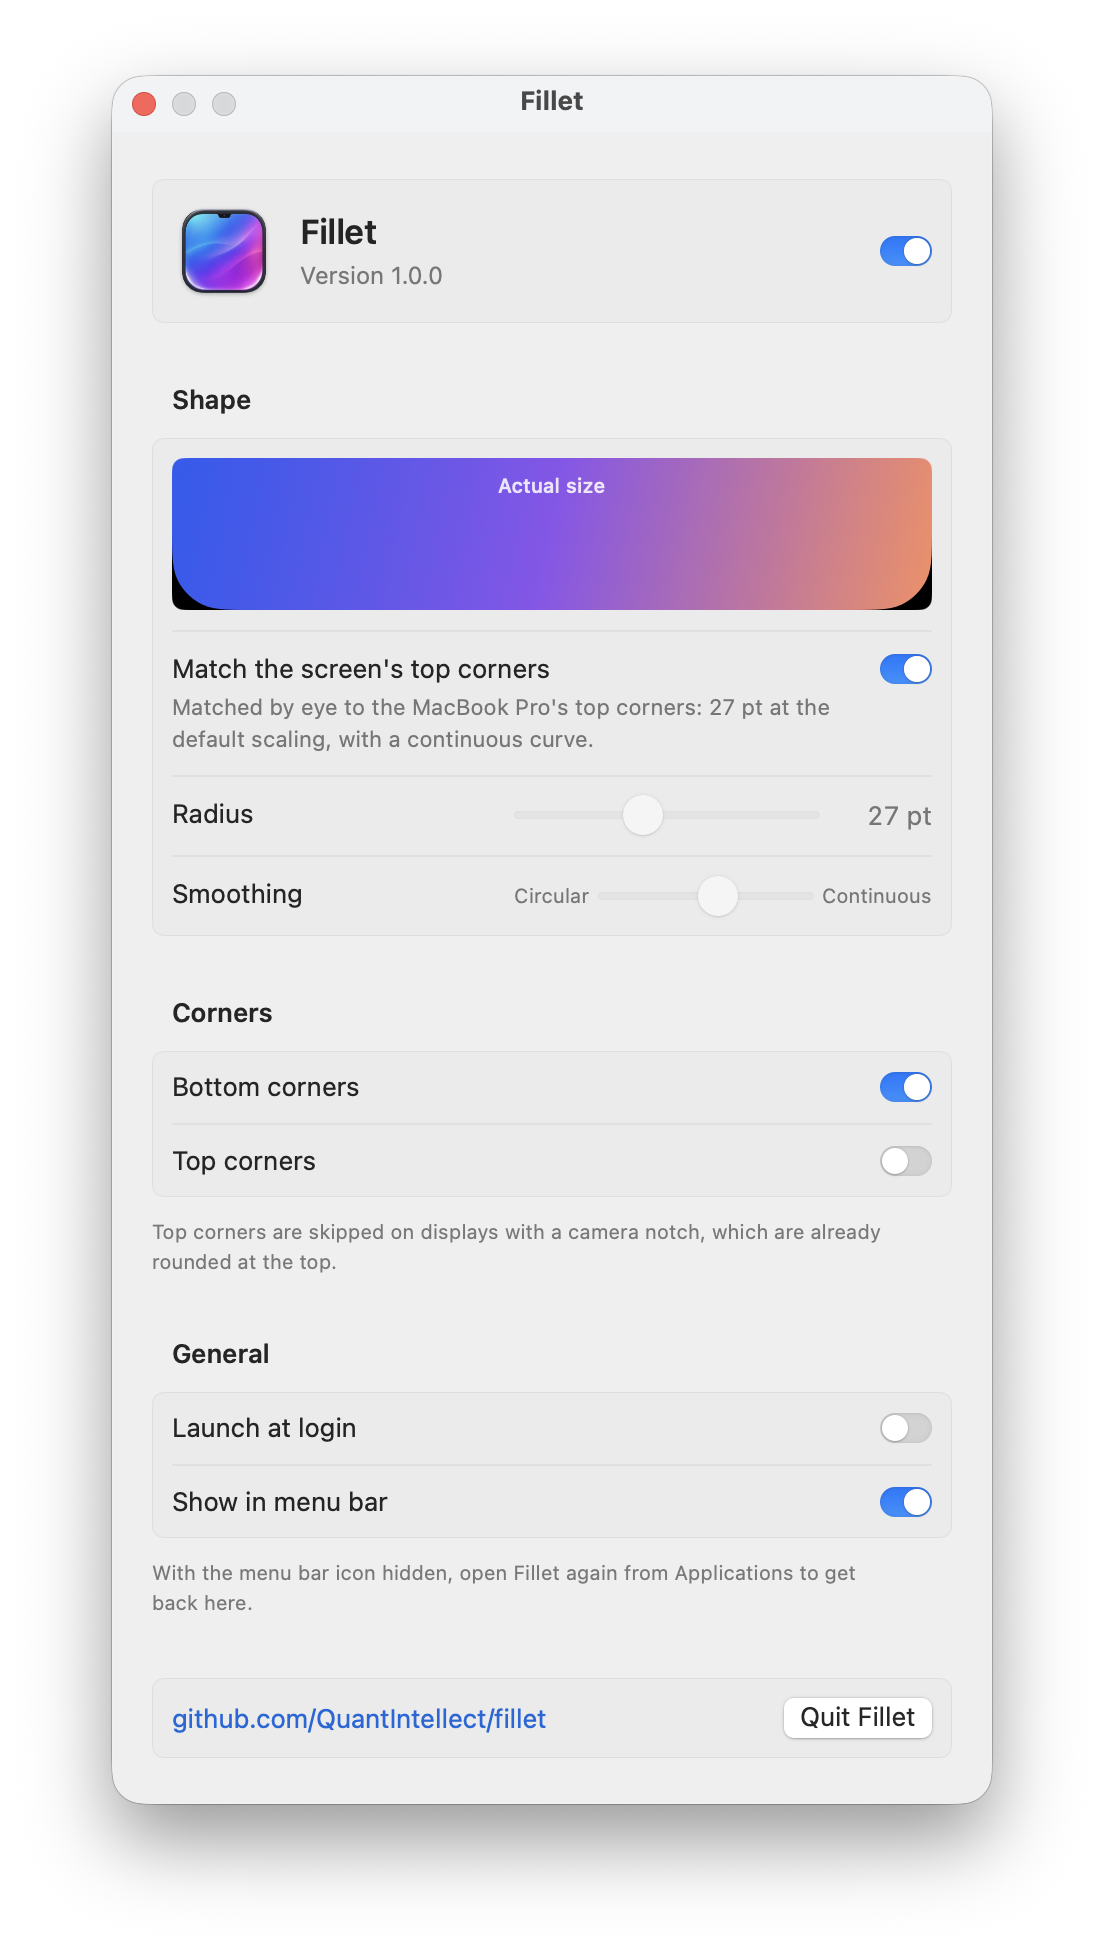 Fillet
Fillet
Version 1.0.0
Shape
Actual size
Match the screen's top corners
Matched by eye to the MacBook Pro's top corners: 27 pt at the
default scaling, with a continuous curve.
Radius 27 pt
Smoothing Circular Continuous
Corners
Bottom corners
Top corners
Top corners are skipped on displays with a camera notch, which are already
rounded at the top.
General
Launch at login
Show in menu bar
With the menu bar icon hidden, open Fillet again from Applications to get
back here.
github.com/QuantIntellect/fillet Quit Fillet